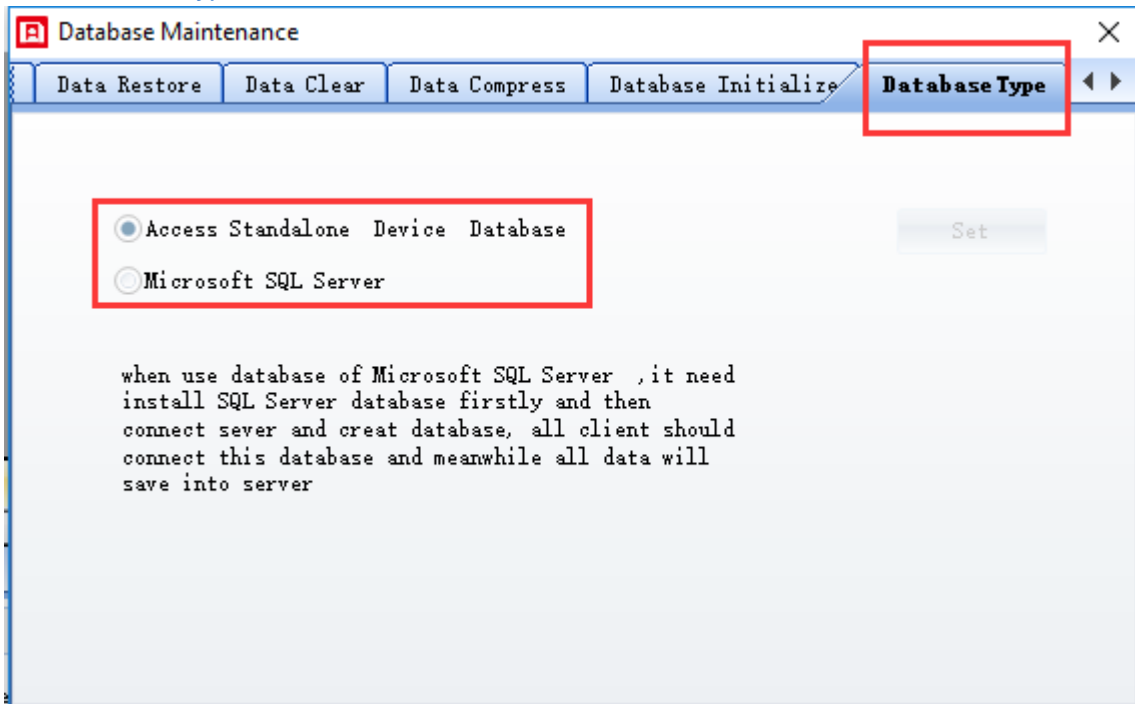 Database Maintenance
Data Restore Data Clear Data Compress Database Initialize Database Type
Access Standalone Device Database
Set
Microsoft SQL Server
when use database of Microsoft SQL Server ,it need
install SQL Server database firstly and then
connect sever and creat database, all client should
connect this database and meanwhile all data will
save into server